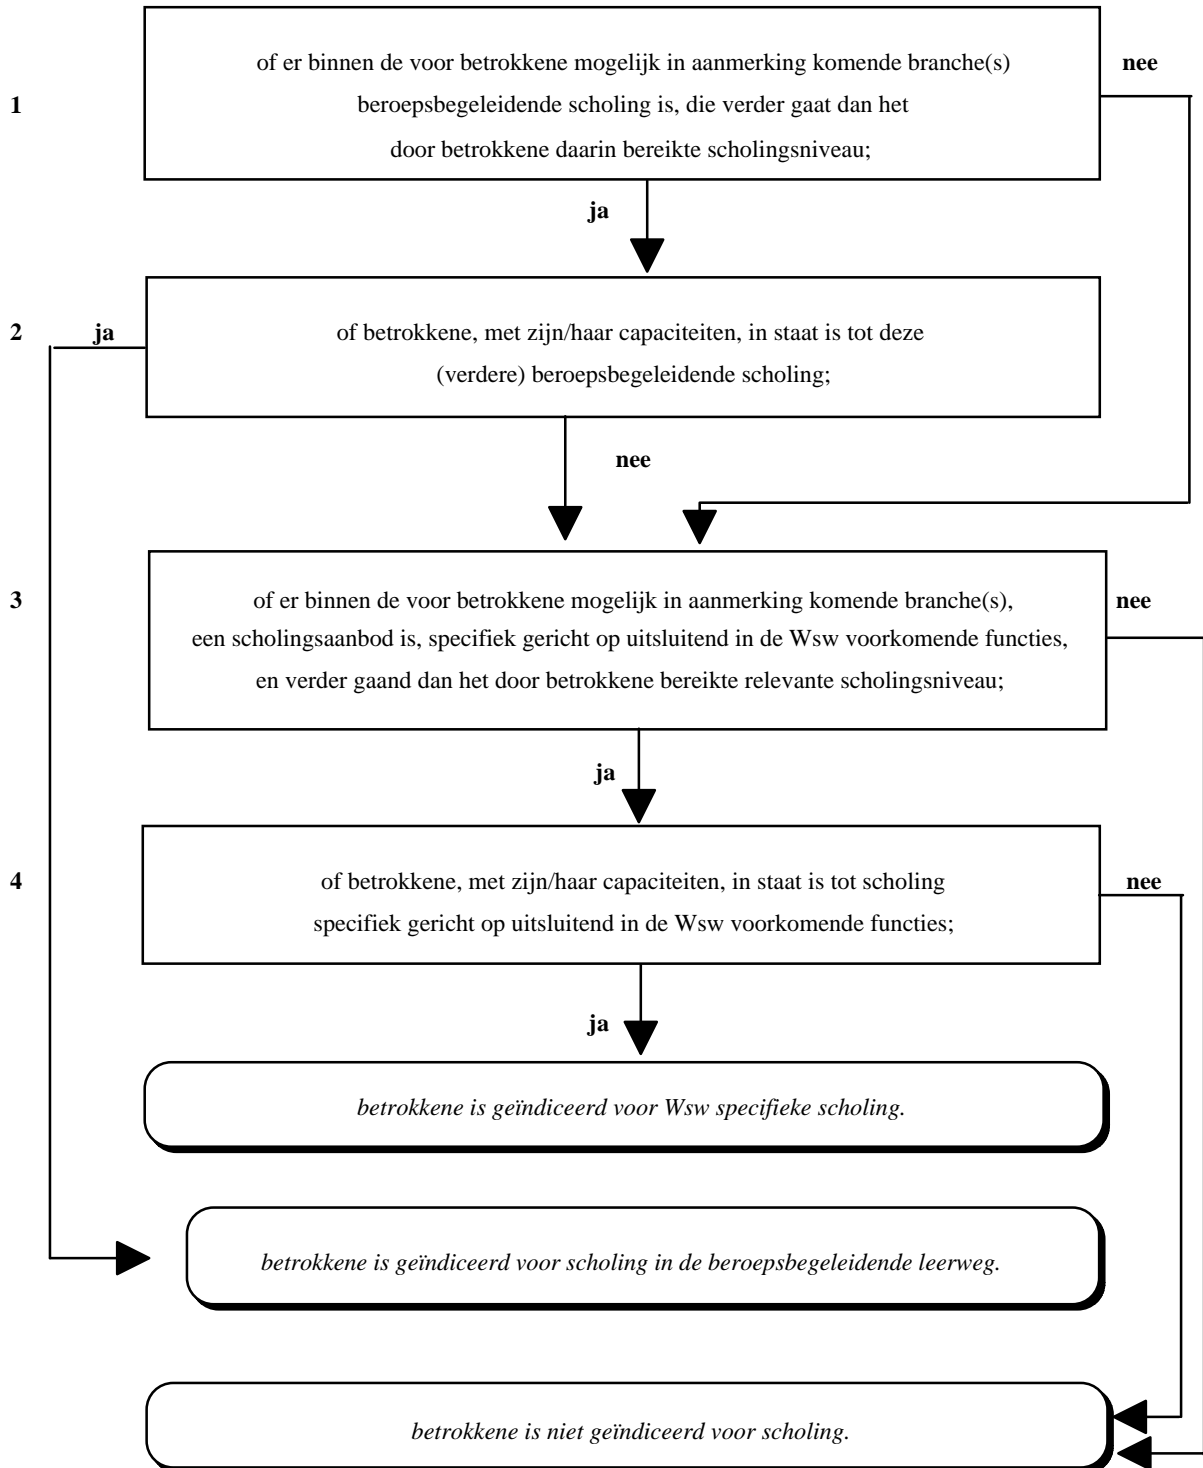 of er binnen de voor betrokkene mogelijk in aanmerking komende branche(s)
nee
1
beroepsbegeleidende scholing is, die verder gaat dan het
door betrokkene daarin bereikte scholingsniveau;
ja
2
ja
of betrokkene, met zijn/haar capaciteiten, in staat is tot deze
(verdere) beroepsbegeleidende scholing;
nee
3
of er binnen de voor betrokkene mogelijk in aanmerking komende branche(s),
nee
een scholingsaanbod is, specifiek gericht op uitsluitend in de Wsw voorkomende functies,
en verder gaand dan het door betrokkene bereikte relevante scholingsniveau;
ja
4
of betrokkene, met zijn/haar capaciteiten, in staat is tot scholing
nee
specifiek gericht op uitsluitend in de Wsw voorkomende functies;
ja
betrokkene is geïndiceerd voor Wsw specifieke scholing.
betrokkene is geïndiceerd voor scholing in de beroepsbegeleidende leerweg.
betrokkene is niet geïndiceerd voor scholing.